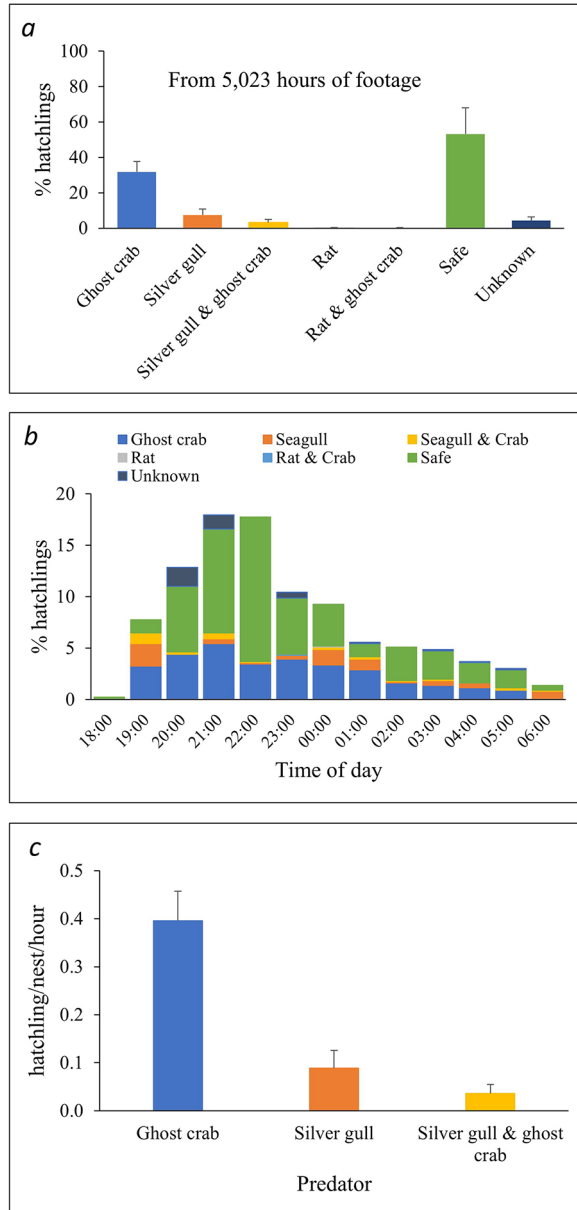 a
100
80
60
40
20
0
% hatchlings
From 5,023 hours of footage
Ghost crab
Silver gull
Silver gull & ghost crab
Rat
Rat & ghost crab
Safe
Unknown
b
Ghost crab Seagull Seagull & Crab
Rat Rat & Crab Safe
Unknown
20
15
10
5
0
% hatchlings
18:00
19:00
20:00
21:00
22:00
23:00
00:00
01:00
02:00
03:00
04:00
05:00
06:00
Time of day
c
0.5
0.4
0.3
0.2
0.1
0.0
hatchling/nest/hour
Ghost crab
Silver gull
Silver gull & ghost
crab
Predator